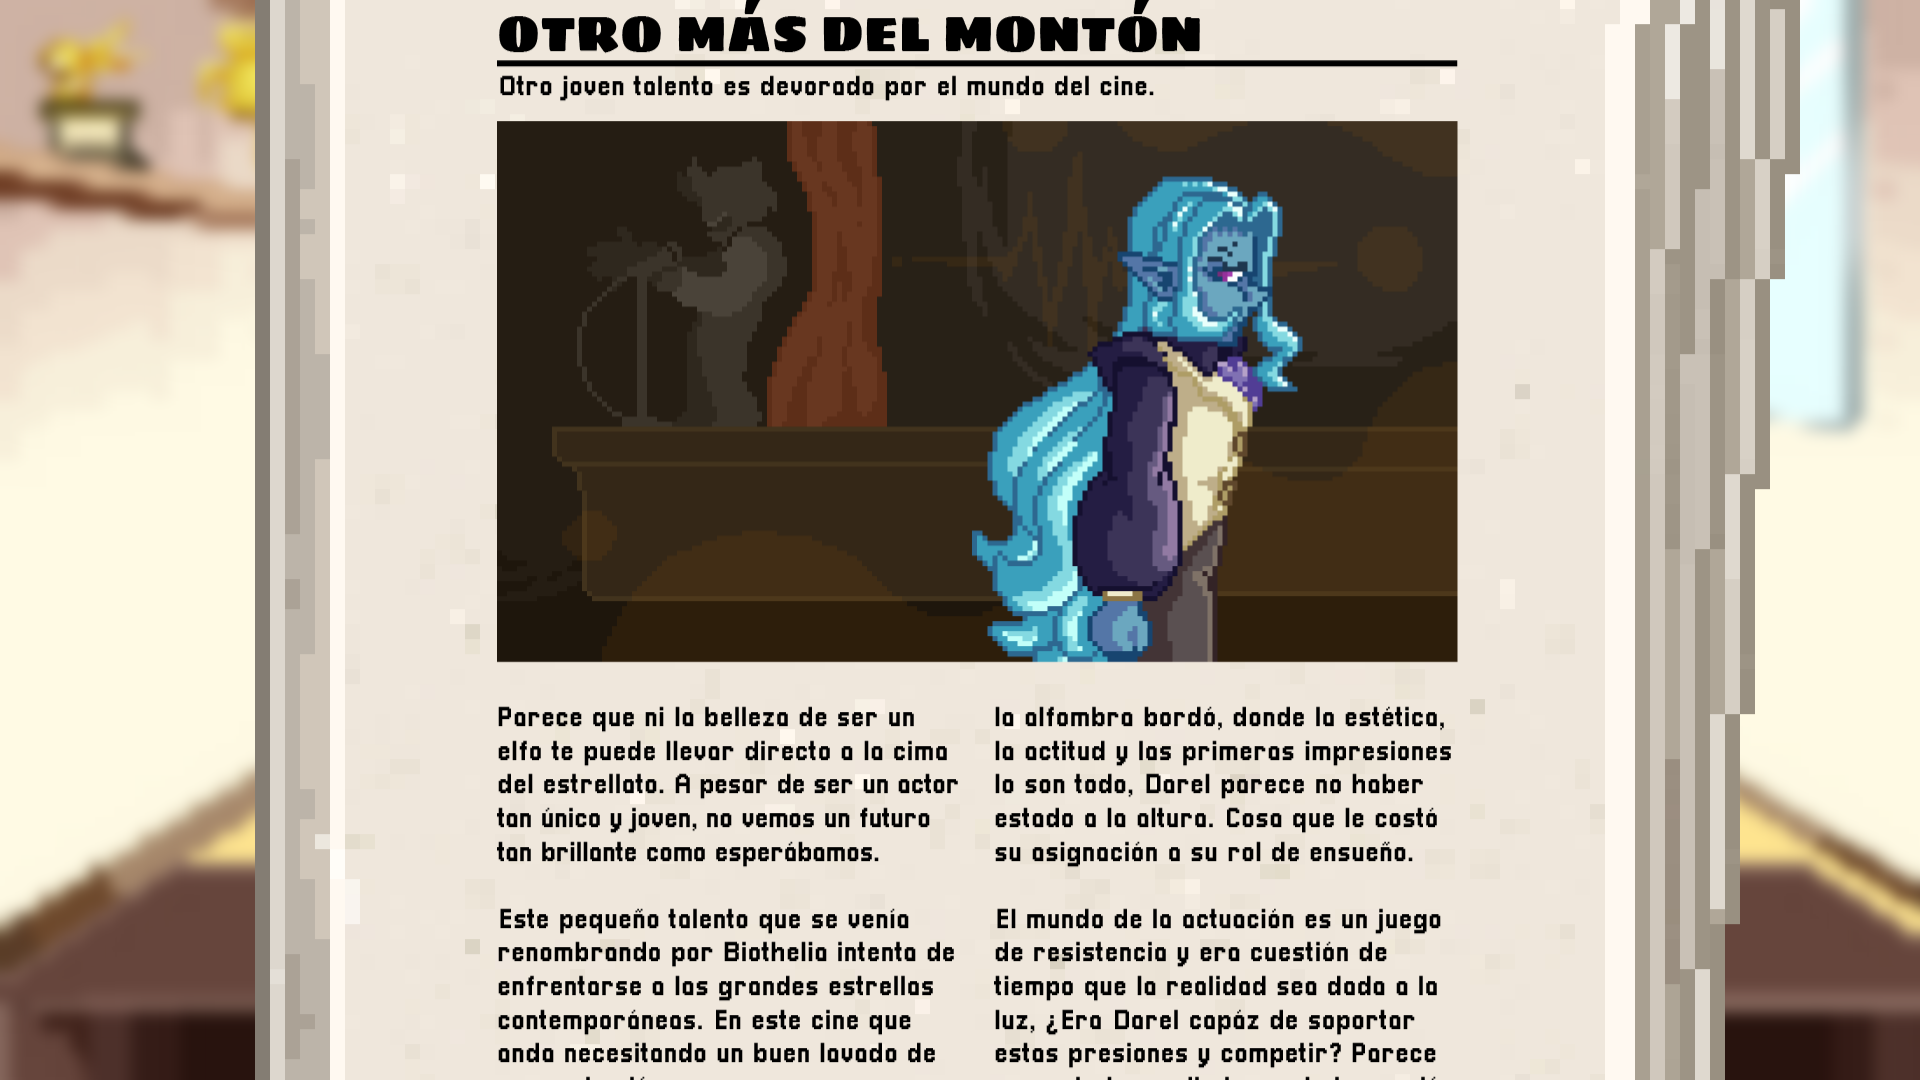 OTRO MÁS DEL MONTÓN
Otro joven talento es devorado por el mundo del cine.
Parece que ni la belleza de ser un
elfo te puede llevar directo a la cima
del estrellato. A pesar de ser un actor
tan único y joven, no vemos un futuro
tan brillante como esperábamos.
Este pequeño talento que se venía
renombrando por Biothelia intenta de
enfrentarse a las grandes estrellas
contemporáneas. En este cine que
anda necesitando un buen lavado de
la alfombra bordó, donde la estética,
la actitud y las primeras impresiones
lo son todo, Darel parece no haber
estado a la altura. Cosa que le costó
su asignación a su rol de ensueño.
El mundo de la actuación es un juego
de resistencia y era cuestión de
tiempo que la realidad sea dada a la
luz, ¿Era Darel capáz de soportar
estas presiones y competir? Parece